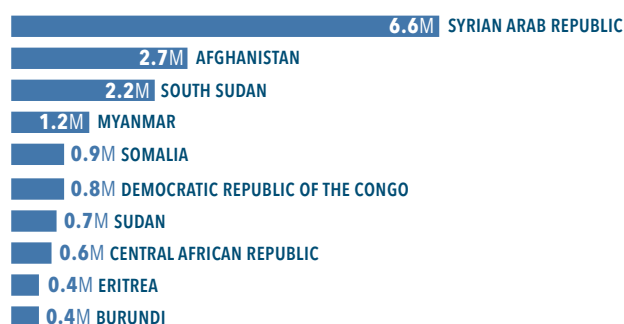 6.6M SYRIAN ARAB REPUBLIC
2.7M AFGHANISTAN
2.2M SOUTH SUDAN
1.2M MYANMAR
0.9M SOMALIA
0.8M DEMOCRATIC REPUBLIC OF THE CONGO
0.7M SUDAN
0.6M CENTRAL AFRICAN REPUBLIC
0.4M ERITREA
0.4M BURUNDI